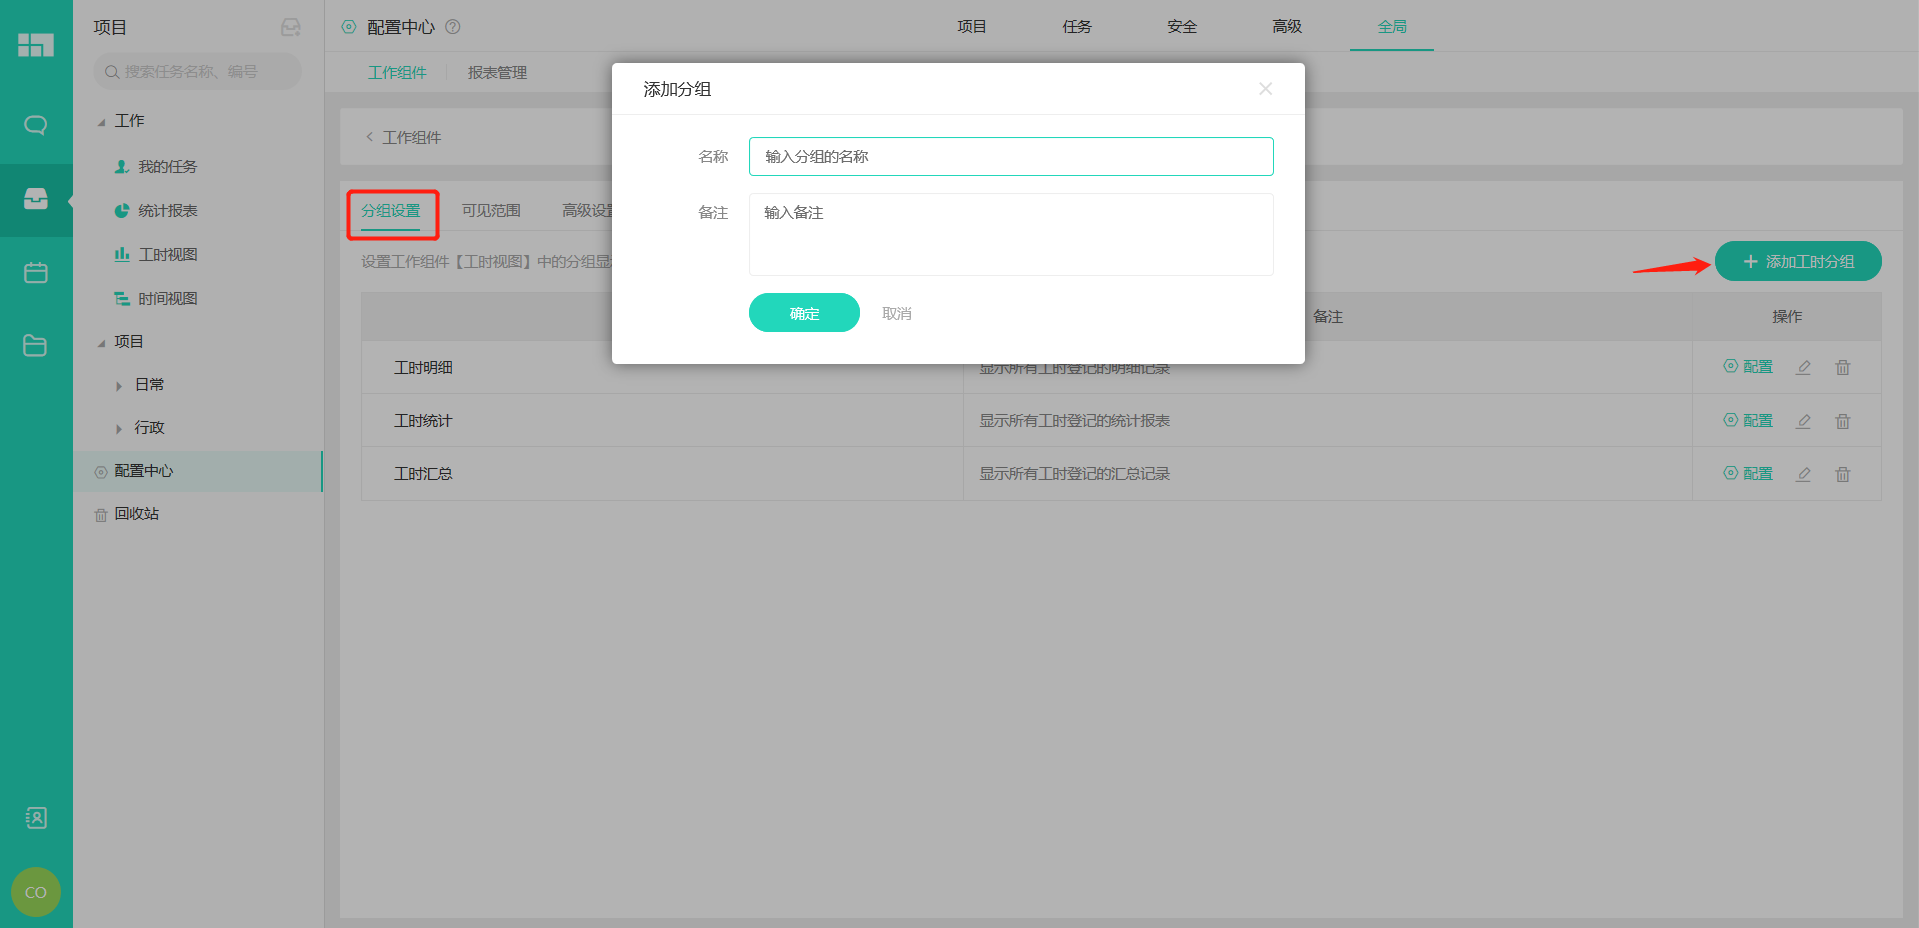 项目
搜索任务名称、编号
工作
我的任务
统计报表
工时视图
时间视图
项目
日常
行政
配置中心
回收站
CO
配置中心
项目
任务
安全
高级
全局
工作组件
报表管理
工作组件
分组设置
可见范围
高级设
设置工作组件【工时视图】中的分组显
添加工时分组
备注
操作
工时明细
显示所有工时登记的明细记录
配置
工时统计
显示所有工时登记的统计报表
配置
工时汇总
显示所有工时登记的汇总记录
配置
添加分组
名称
输入分组的名称
备注
输入备注
确定
取消